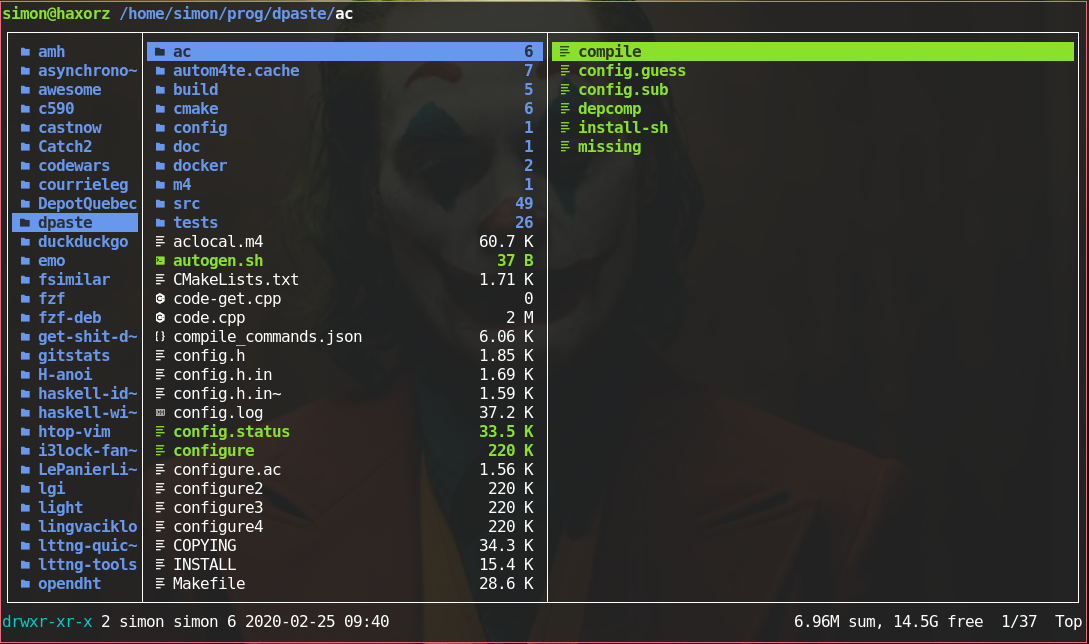 simon@haxorz /home/simon/prog/dpaste/ac
amh ac 6 compile
asynchrono~ autom4te.cache 7 config.guess
awesome build 5 config.sub
c590 cmake 6 depcomp
castnow config 1 install-sh
Catch2 doc 1 missing
codewars docker 2
courrieleg m4 1
DepotQuebec src 49
dpaste tests 26
duckduckgo aclocal.m4 60.7 K
emo autogen.sh 37 B
fsimilar CMakeLists.txt 1.71 K
fzf code-get.cpp 0
fzf-deb code.cpp 2 M
get-shit-d~ compile_commands.json 6.06 K
gitstats config.h 1.85 K
H-anoi config.h.in 1.69 K
haskell-id~ config.h.in~ 1.59 K
haskell-wi~ config.log 37.2 K
htop-vim config.status 33.5 K
i3lock-fan~ configure 220 K
LePanierLi~ configure.ac 1.56 K
lgi configure2 220 K
light configure3 220 K
lingvaciklo configure4 220 K
lttng-quic~ COPYING 34.3 K
lttng-tools INSTALL 15.4 K
opendht Makefile 28.6 K
drwxr-xr-x 2 simon simon 6 2020-02-25 09:40 6.96M sum, 14.5G free 1/37 Top